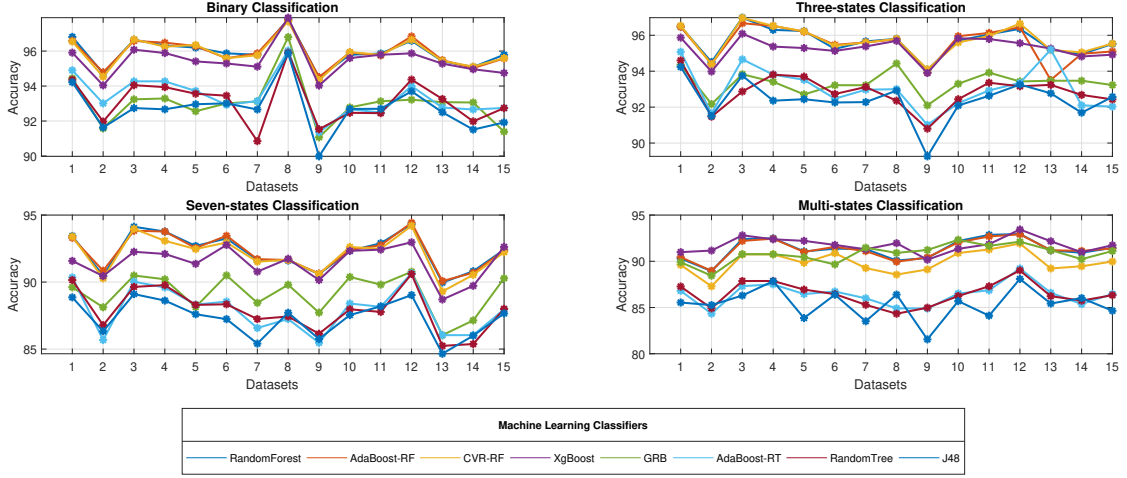 Binary Classification
Three-states Classification
96
94
92
90
Accuracy
1 2 3 4 5 6 7 8 9 10 11 12 13 14 15
Datasets
96
94
92
90
Accuracy
1 2 3 4 5 6 7 8 9 10 11 12 13 14 15
Datasets
Seven-states Classification
Multi-states Classification
95
90
85
Accuracy
1 2 3 4 5 6 7 8 9 10 11 12 13 14 15
Datasets
95
90
85
80
Accuracy
1 2 3 4 5 6 7 8 9 10 11 12 13 14 15
Datasets
Machine Learning Classifiers
RandomForest AdaBoost-RF CVR-RF XgBoost GRB AdaBoost-RT RandomTree J48